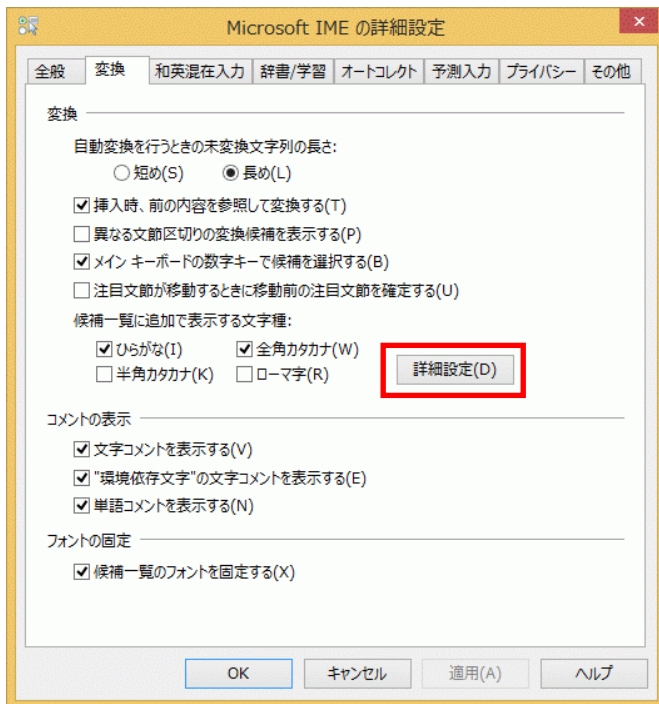 Microsoft IME の詳細設定
全般 変換 和英混在入力 辞書/学習 オートコレクト 予測入力 プライバシー その他
変換
自動変換を行うときの未変換文字列の長さ:
短め(S) 長め(L)
挿入時、前の内容を参照して変換する(T)
異なる文節区切りの変換候補を表示する(P)
メイン キーボードの数字キーで候補を選択する(B)
注目文節が移動するときに移動前の注目文節を確定する(U)
候補一覧に追加で表示する文字種:
ひらがな(I) 全角カタカナ(W)
半角カタカナ(K) ローマ字(R)
詳細設定(D)
コメントの表示
文字コメントを表示する(V)
"環境依存文字"の文字コメントを表示する(E)
単語コメントを表示する(N)
フォントの固定
候補一覧のフォントを固定する(X)
OK キャンセル 適用(A) ヘルプ